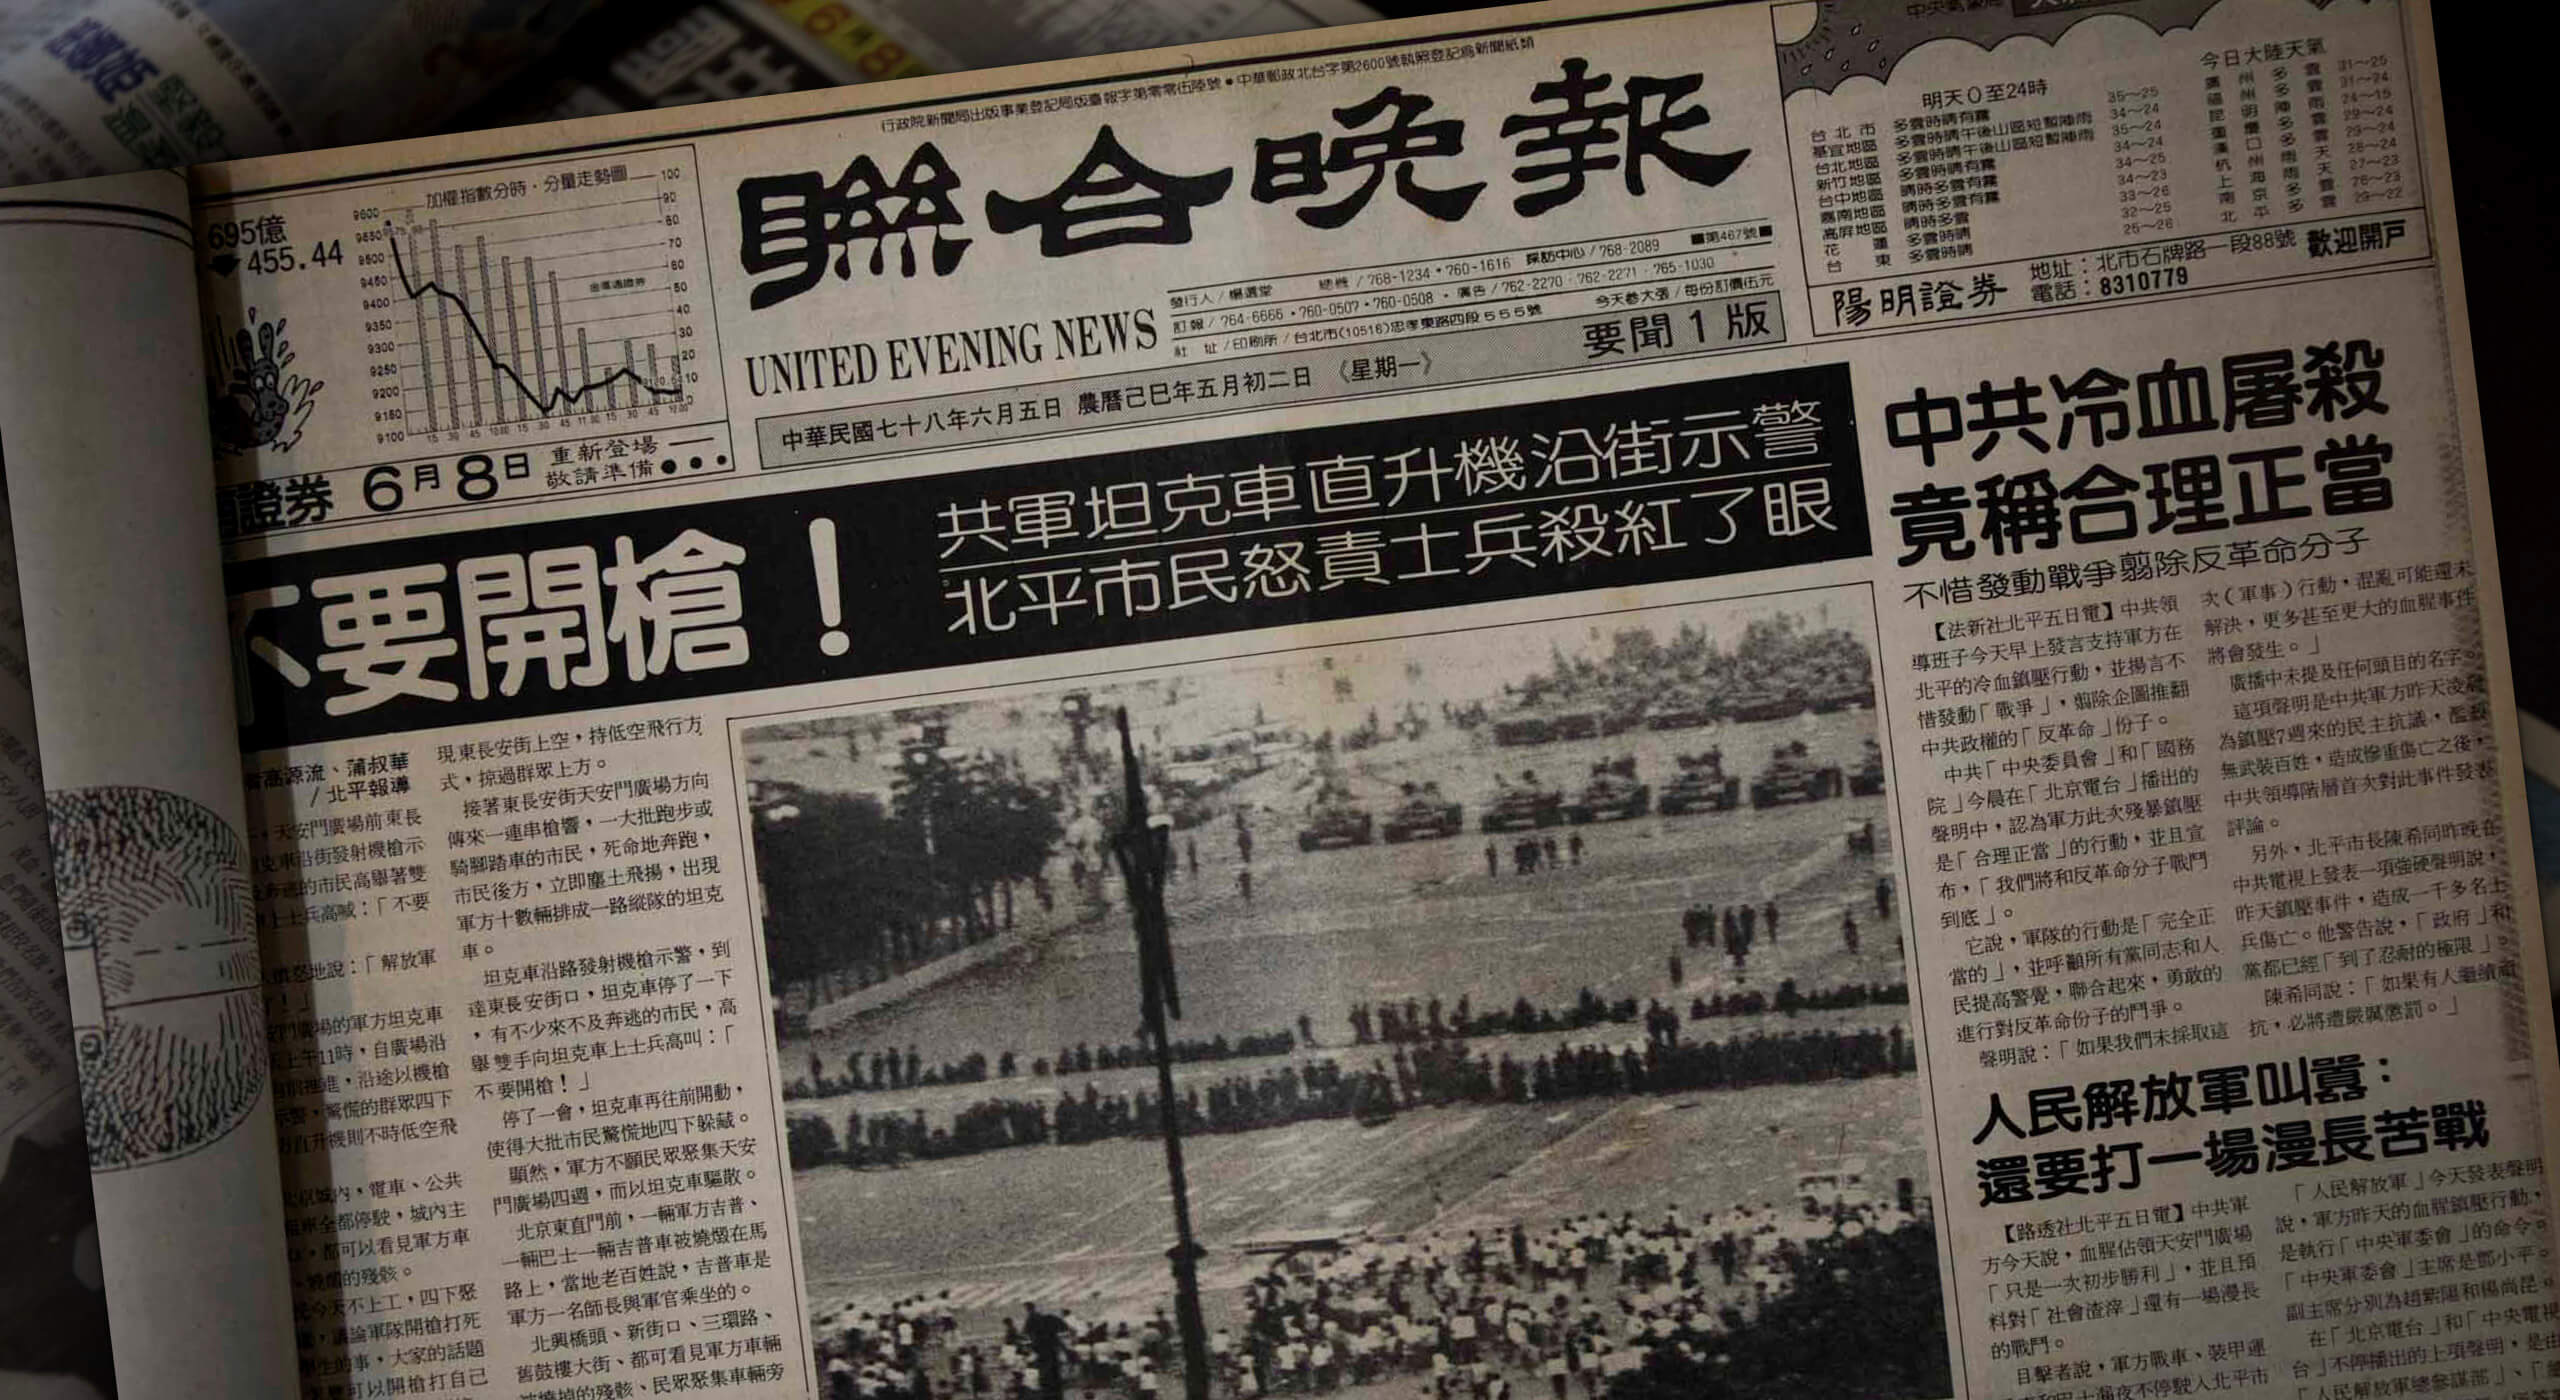 行政院新聞局出版事業登記局版臺報字第零零伍陸號●中華郵政北台字第2600號執照登記為新聞紙類
聯合晚報
UNITED EVENING NEWS
發行人/楊選堂 總機/768-1234・760-1616 採訪中心/768-2089 ■第467號■
訂報/764-6666・760-0507・760-0508・廣告/762-2270・762-2271・765-1030
社 址/印刷所/台北市(10516)忠孝東路四段555號 今天叁大張/每份訂價伍元
中華民國七十八年六月五日 農曆己巳年五月初二日 〈星期一〉 要聞1版
加權指數分時・分量走勢圖
695億
455.44
9600
9550
9500
9450
9400
9350
9300
9250
9200
9150
9100
100
90
80
70
60
50
40
30
20
10
0
證券 6月8日 重新登場
敬請準備
明天0至24時
台北市 多雲時晴有霧 35~25
基宜地區 多雲時晴午後山區短暫陣雨 34~24
台北地區 多雲時晴午後山區短暫陣雨 35~24
新竹地區 多雲時晴有霧 34~24
台中地區 晴時多雲有霧 34~25
嘉南地區 晴時多雲有霧 34~23
高屏地區 晴時多雲 33~26
花蓮 多雲時晴 32~25
台東 多雲時晴 25~26
今日大陸天氣
廣州 多雲 31~25
福州 多雲 31~24
昆明 陣雨 24~15
重慶 多雲 29~24
陽明證券 地址:北市石牌路一段88號 歡迎開戶
電話:8310779
不要開槍!
共軍坦克車直升機沿街示警
北平市民怒責士兵殺紅了眼
高源流、蒲叔華
/北平報導
,天安門廣場前東長
克車沿街發射機槍示
奔逃的市民高舉著雙
上士兵高喊:「不要
憤怒地說:「解放軍
了!」
廣場的軍方坦克車
上午11時,自廣場沿
推進,沿途以機槍
示警,驚慌的群眾四下
直升機則不時低空飛
京城內,電車、公共
車全都停駛,城內主
,都可以看見軍方車
燒燬的殘骸。
今天不上工,四下聚
,議論軍隊開槍打死
學生的事,大家的話題
可以開槍打自己
現東長安街上空,持低空飛行方
式,掠過群眾上方。
接著東長安街天安門廣場方向
傳來一連串槍響,一大批跑步或
騎腳踏車的市民,死命地奔跑,
市民後方,立即塵土飛揚,出現
軍方十數輛排成一路縱隊的坦克
車。
坦克車沿路發射機槍示警,到
達東長安街口,坦克車停了一下
,有不少來不及奔逃的市民,高
舉雙手向坦克車上士兵高叫:「
不要開槍!」
停了一會,坦克車再往前開動,
使得大批市民驚慌地四下躲藏。
顯然,軍方不願民眾聚集天安
門廣場四週,而以坦克車驅散。
北京東直門前,一輛軍方吉普、
一輛巴士一輛吉普車被燒燬在馬
路上,當地老百姓說,吉普車是
軍方一名師長與軍官乘坐的。
北興橋頭、新街口、三環路、
舊鼓樓大街、都可看見軍方車輛
被燒掉的殘骸、民眾聚集車輛旁
中共冷血屠殺
竟稱合理正當
不惜發動戰爭翦除反革命分子
【法新社北平五日電】中共領
導班子今天早上發言支持軍方在
北平的冷血鎮壓行動,並揚言不
惜發動「戰爭」,翦除企圖推翻
中共政權的「反革命」份子。
中共「中央委員會」和「國務
院」今晨在「北京電台」播出的
聲明中,認為軍方此次殘暴鎮壓
是「合理正當」的行動,並且宣
布,「我們將和反革命分子戰鬥
到底」。
它說,軍隊的行動是「完全正
當的」,並呼籲所有黨同志和人
民提高警覺,聯合起來,勇敢的
進行對反革命份子的鬥爭。
聲明說:「如果我們未採取這
次(軍事)行動,混亂可能還未
解決,更多甚至更大的血腥事件
將會發生。」
廣播中未提及任何頭目的名字。
這項聲明是中共軍方昨天凌晨
為鎮壓7週來的民主抗議,濫殺
無武裝百姓,造成慘重傷亡之後,
中共領導階層首次對此事件發表
評論。
另外,北平市長陳希同昨晚在
中共電視上發表一項強硬聲明說,
昨天鎮壓事件,造成一千多名士
兵傷亡。他警告說,「政府」和
黨都已經「到了忍耐的極限」。
陳希同說:「如果有人繼續頑
抗,必將遭嚴厲懲罰。」
人民解放軍叫囂:
還要打一場漫長苦戰
【路透社北平五日電】中共軍
方今天說,血腥佔領天安門廣場
「只是一次初步勝利」,並且預
料對「社會渣滓」還有一場漫長
的戰鬥。
目擊者說,軍方戰車、裝甲運
「人民解放軍」今天發表聲明
說,軍方昨天的血腥鎮壓行動,
是執行「中央軍委會」的命令。
「中央軍委會」主席是鄧小平。
副主席分別為趙紫陽和楊尚昆。
在「北京電台」和「中央電視
台」不停播出的上項聲明,是由
「人民解放軍總參謀部」、「總